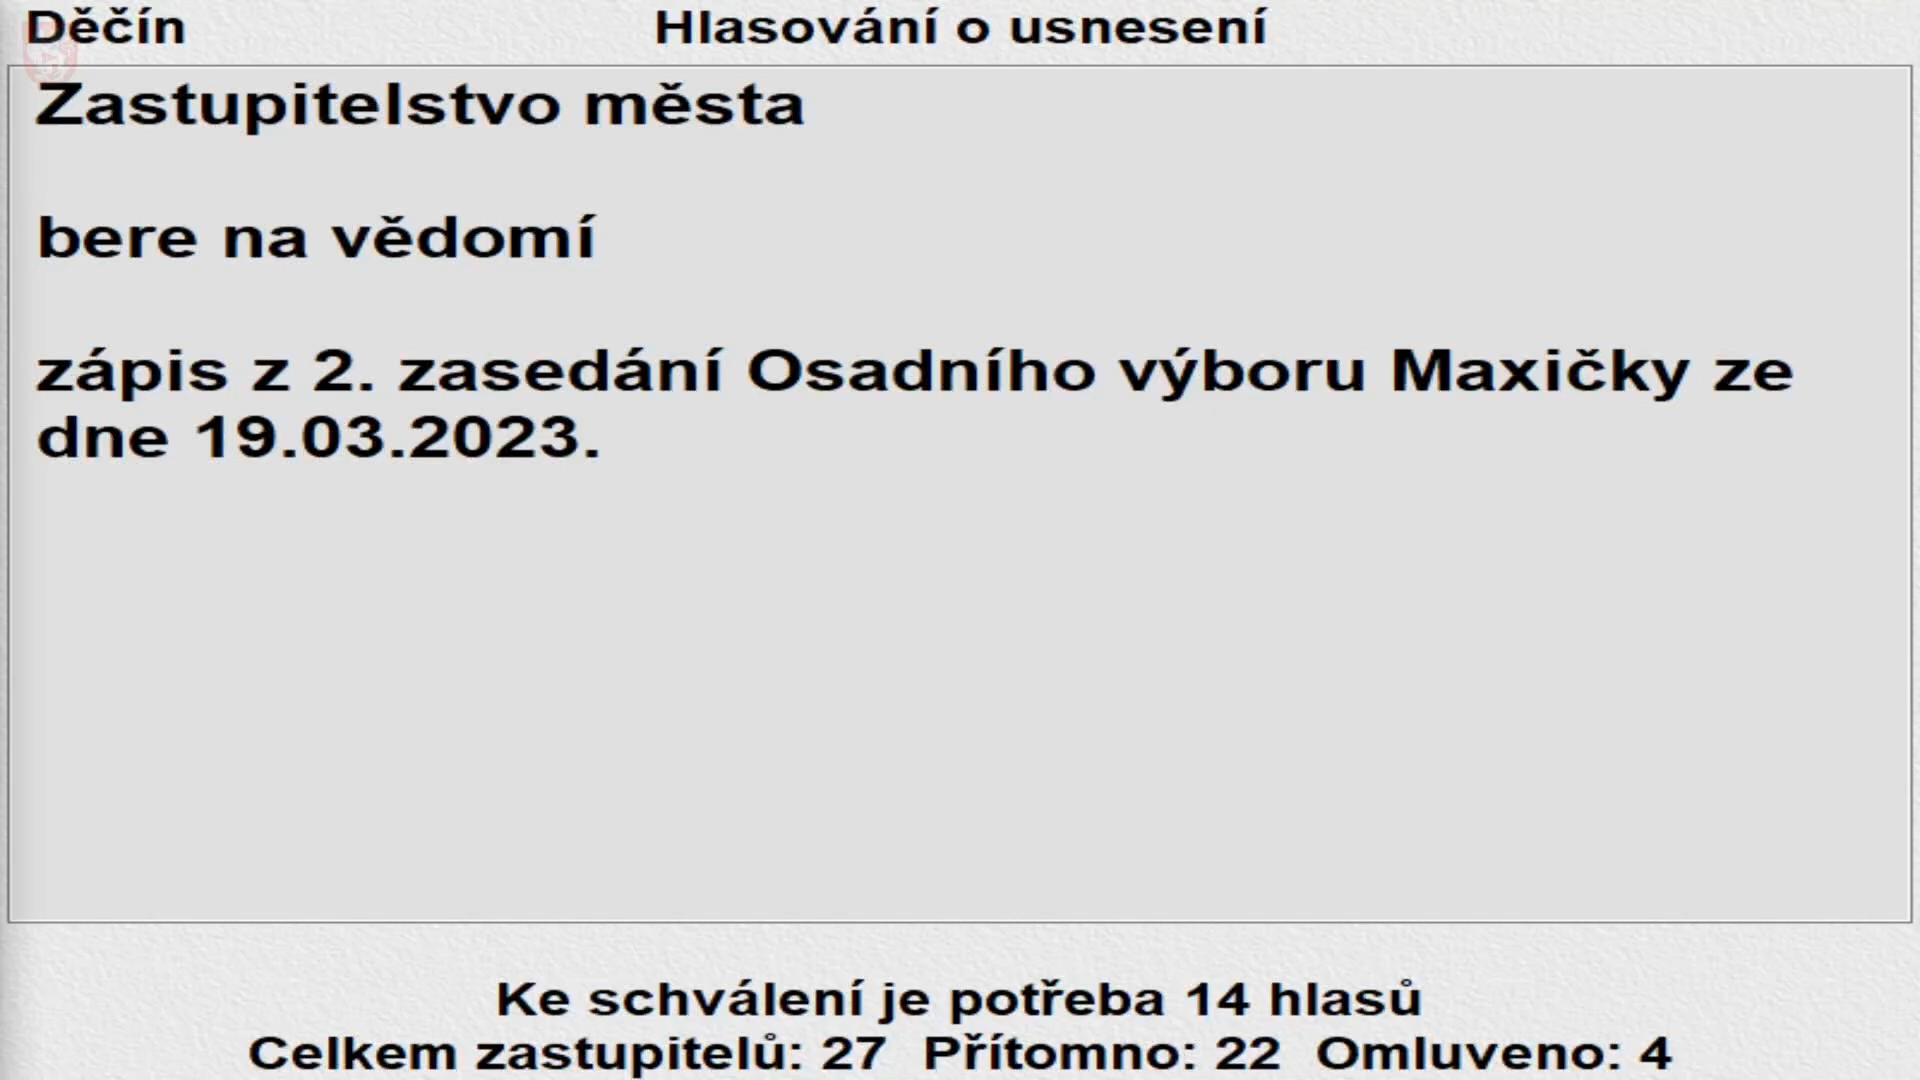 Děčín
Hlasování o usnesení
Zastupitelstvo města
bere na vědomí
zápis z 2. zasedání Osadního výboru Maxičky ze
dne 19.03.2023.
Ke schválení je potřeba 14 hlasů
Celkem zastupitelů: 27 Přítomno: 22 Omluveno: 4